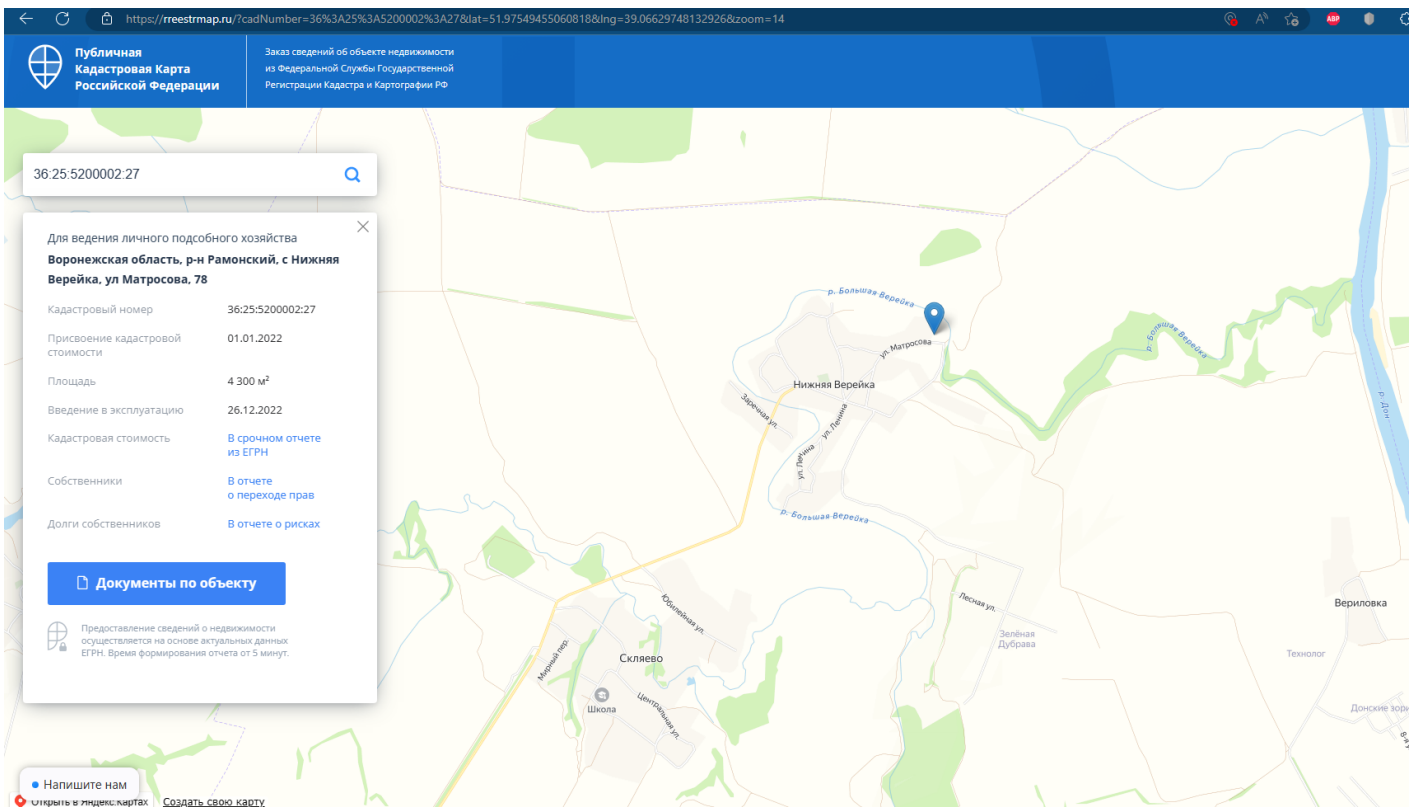 https://rreestrmap.ru/?cadNumber=36%3A25%3A5200002%3A27&lat=51.97549455060818&lng=39.06629748132926&zoom=14
ABP
Публичная
Кадастровая Карта
Российской Федерации
Заказ сведений об объекте недвижимости
из Федеральной Службы Государственной
Регистрации Кадастра и Картографии РФ
36:25:5200002:27
Для ведения личного подсобного хозяйства
Воронежская область, р-н Рамонский, с Нижняя
Верейка, ул Матросова, 78
Кадастровый номер 36:25:5200002:27
Присвоение кадастровой 01.01.2022
стоимости
Площадь 4 300 м²
Введение в эксплуатацию 26.12.2022
Кадастровая стоимость В срочном отчете
из ЕГРН
Собственники В отчете
о переходе прав
Долги собственников В отчете о рисках
Документы по объекту
Предоставление сведений о недвижимости
осуществляется на основе актуальных данных
ЕГРН. Время формирования отчета от 5 минут.
Напишите нам
Открыть в Яндекс.Картах
Создать свою карту
р. Большая Верейка
ул. Матросова
р. Большая Верейка
Нижняя Верейка
Заречная ул.
ул. Ленина
ул. Ленина
р. Дон
р. Большая Верейка
Юбилейная ул.
Лесная ул.
Зелёная
Дубрава
Вериловка
Технолог
Мирный пер.
Скляево
Школа
Центральная ул.
Донские зори